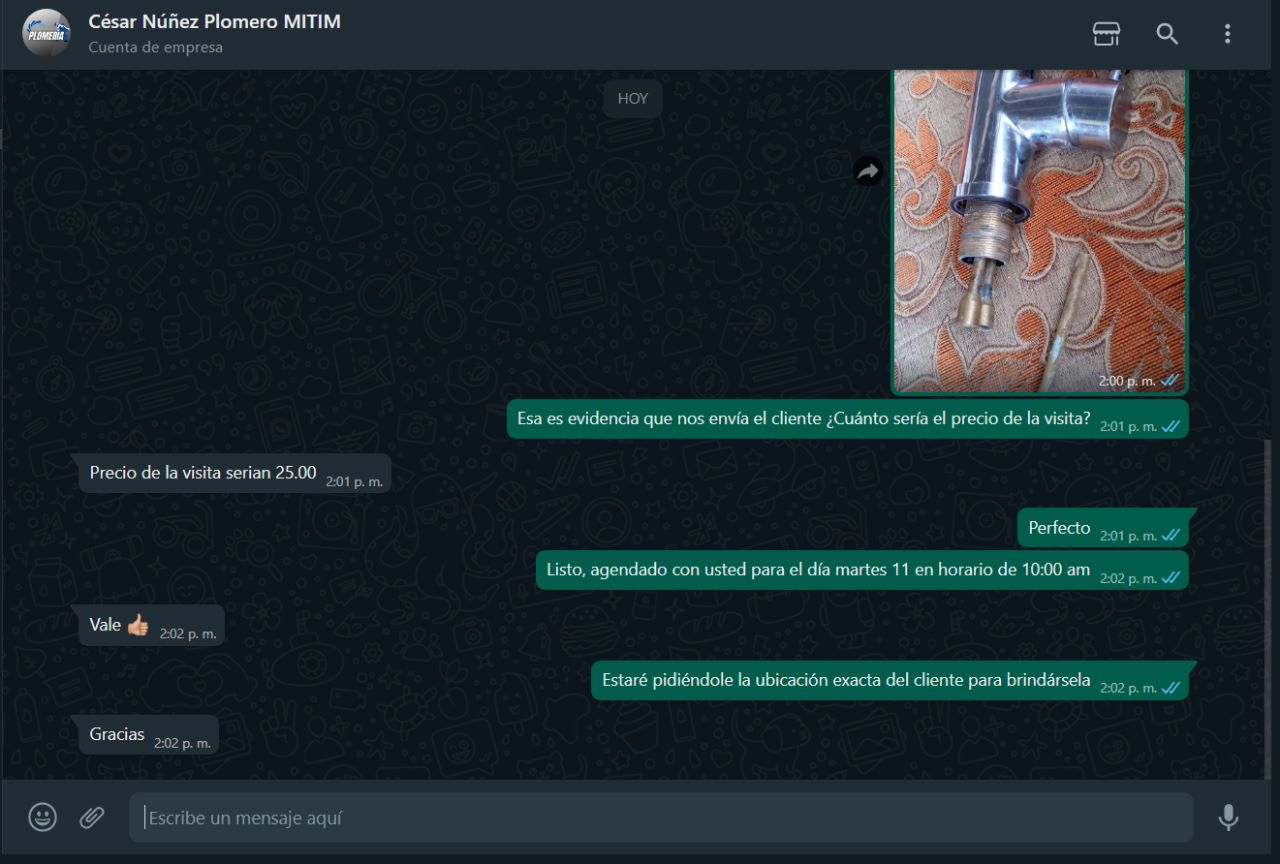 César Núñez Plomero MITIM
PLOMERÍA
Cuenta de empresa
HOY
2:00 p. m.
Esa es evidencia que nos envía el cliente ¿Cuánto sería el precio de la visita? 2:01 p. m.
Precio de la visita serian 25.00 2:01 p. m.
Perfecto 2:01 p. m.
Listo, agendado con usted para el día martes 11 en horario de 10:00 am 2:02 p. m.
Vale 👍🏼 2:02 p. m.
Estaré pidiéndole la ubicación exacta del cliente para brindársela 2:02 p. m.
Gracias 2:02 p. m.
Escribe un mensaje aquí